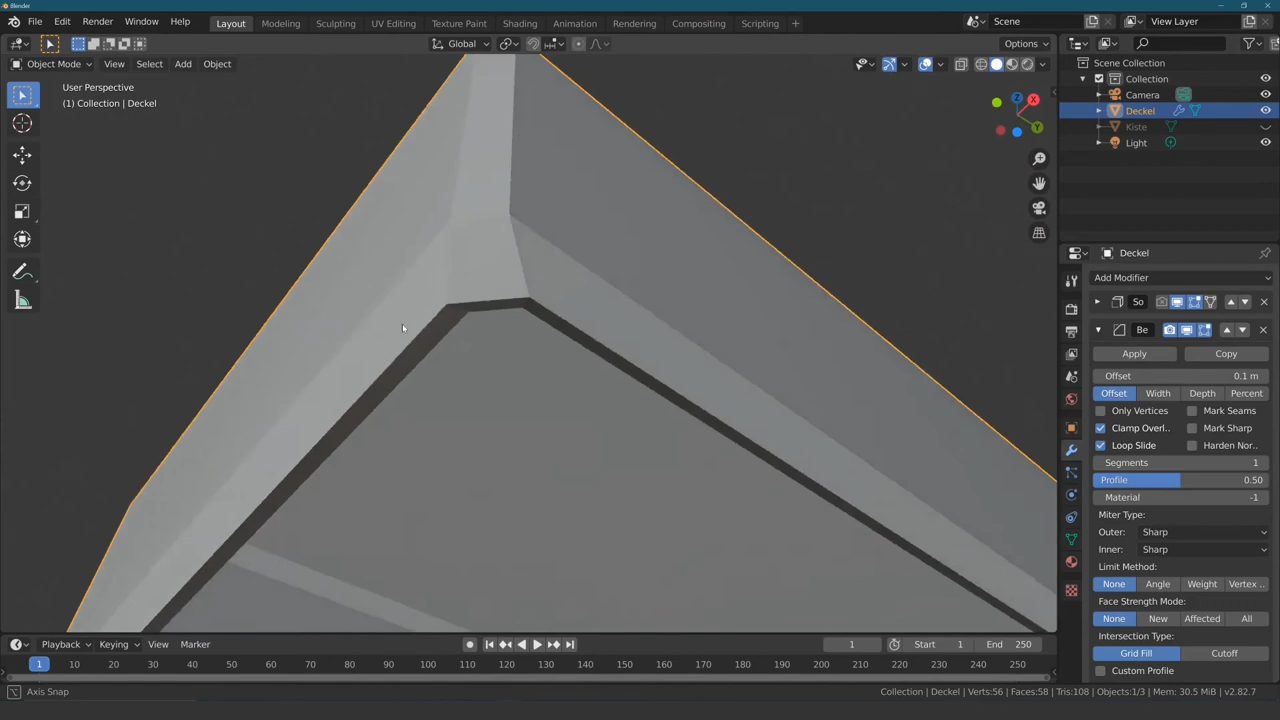 Blender
File Edit Render Window Help Layout Modeling Sculpting UV Editing Texture Paint Shading Animation Rendering Compositing Scripting + Scene View Layer
Global Options
Object Mode View Select Add Object
User Perspective
(1) Collection | Deckel
Z
X
Y
Scene Collection
Collection
Camera
Deckel
Kiste
Light
Deckel
Add Modifier
So
Be
Apply Copy
Offset 0.1 m
Offset Width Depth Percent
Only Vertices Mark Seams
Clamp Overl.. Mark Sharp
Loop Slide Harden Nor..
Segments 1
Profile 0.50
Material -1
Miter Type:
Outer: Sharp
Inner: Sharp
Limit Method:
None Angle Weight Vertex ..
Face Strength Mode:
None New Affected All
Intersection Type:
Grid Fill Cutoff
Custom Profile
Playback Keying View Marker 1 Start 1 End 250
1 10 20 30 40 50 60 70 80 90 100 110 120 130 140 150 160 170 180 190 200 210 220 230 240 250
Axis Snap Collection | Deckel | Verts:56 | Faces:58 | Tris:108 | Objects:1/3 | Mem: 30.5 MiB | v2.82.7